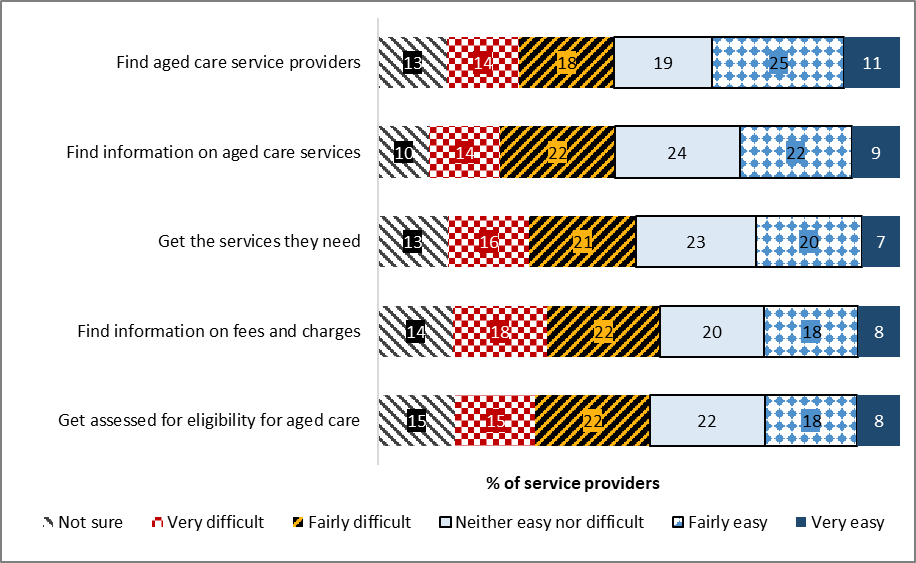 Find aged care service providers 13 14 18 19 25 11
Find information on aged care services 10 14 22 24 22 9
Get the services they need 13 16 21 23 20 7
Find information on fees and charges 14 18 22 20 18 8
Get assessed for eligibility for aged care 15 15 22 22 18 8
% of service providers
Not sure Very difficult Fairly difficult Neither easy nor difficult Fairly easy Very easy